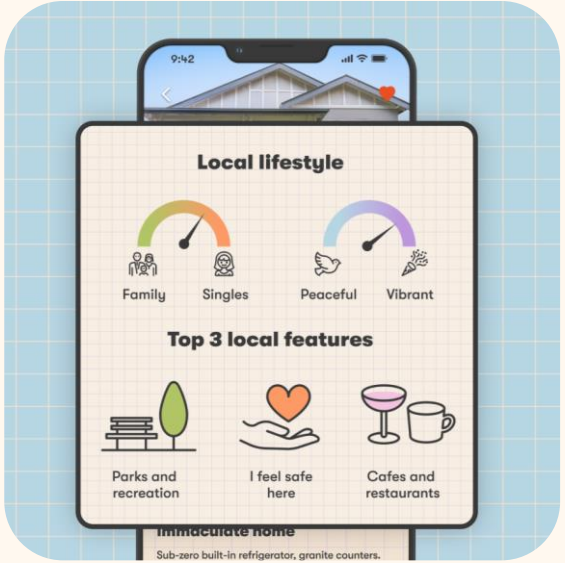 9:42
Local lifestyle
Family Singles Peaceful Vibrant
Top 3 local features
Parks and
recreation
I feel safe
here
Cafes and
restaurants
Immaculate home
Sub-zero built-in refrigerator, granite counters.